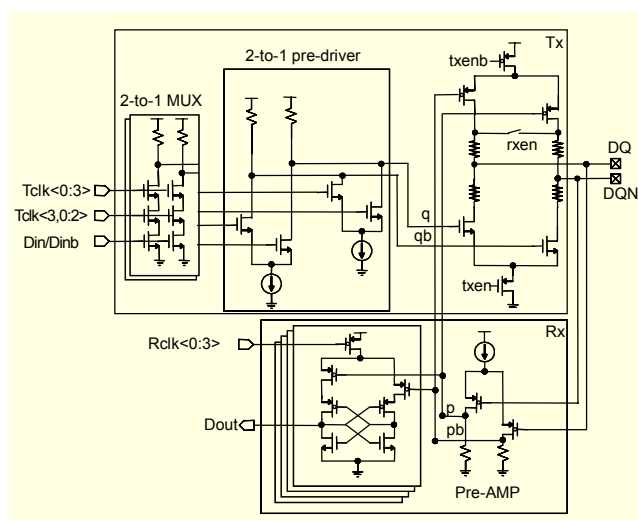 Tx
2-to-1 pre-driver
txenb
2-to-1 MUX
rxen
DQ
DQN
Tclk<0:3>
Tclk<3,0:2>
Din/Dinb
q
qb
txen
Rx
Rclk<0:3>
Dout
p
pb
Pre-AMP